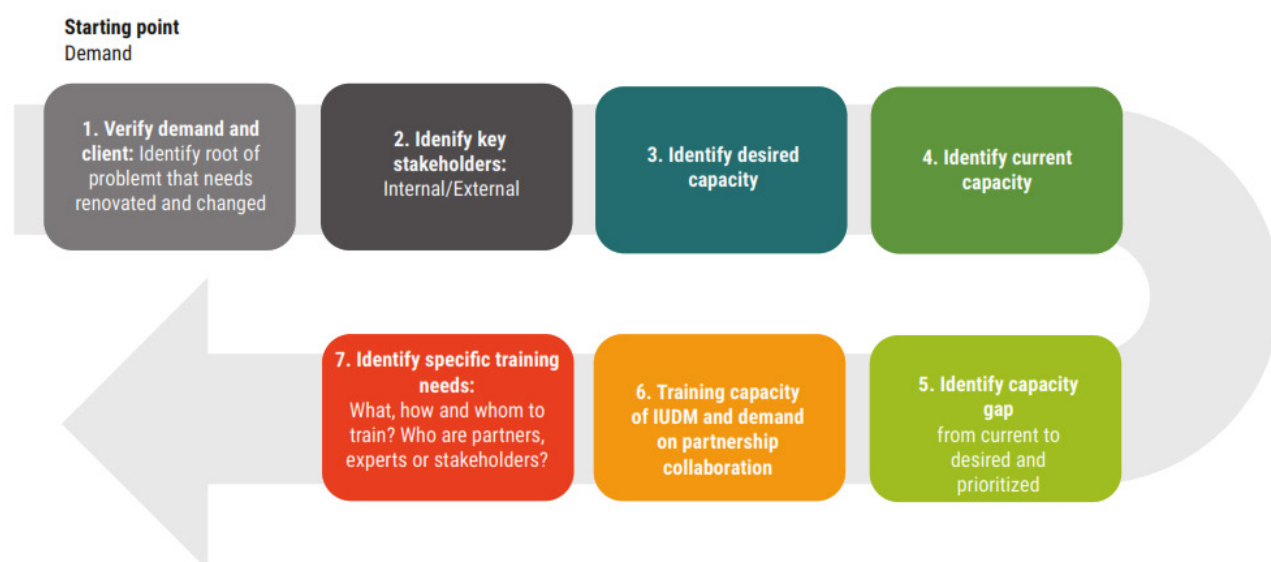 Starting point
Demand
1. Verify demand and
client: Identify root of
problemt that needs
renovated and changed
2. Idenify key
stakeholders:
Internal/External
3. Identify desired
capacity
4. Identify current
capacity
5. Identify capacity
gap
from current to
desired and
prioritized
6. Training capacity
of IUDM and demand
on partnership
collaboration
7. Identify specific training
needs:
What, how and whom to
train? Who are partners,
experts or stakeholders?